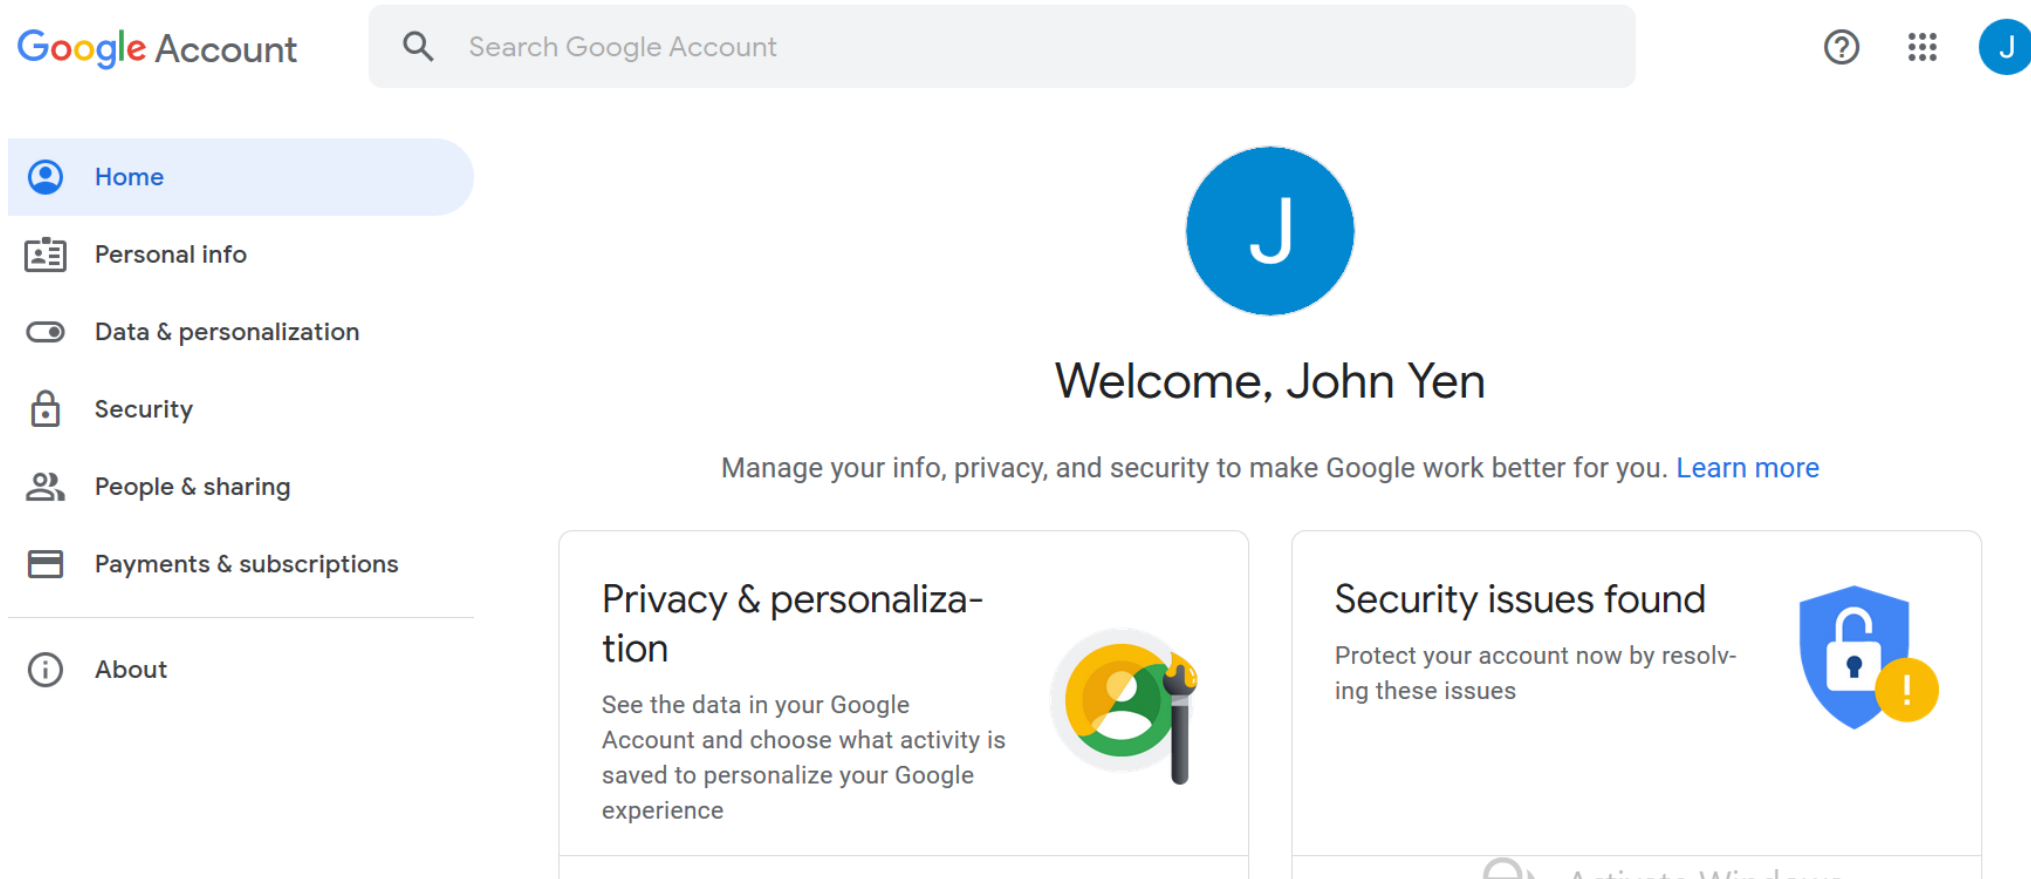 Google Account
Search Google Account
J
Home
Personal info
Data & personalization
Security
People & sharing
Payments & subscriptions
About
J
Welcome, John Yen
Manage your info, privacy, and security to make Google work better for you. Learn more
Privacy & personaliza-
tion
See the data in your Google
Account and choose what activity is
saved to personalize your Google
experience
Security issues found
Protect your account now by resolv-
ing these issues
Activate Windows